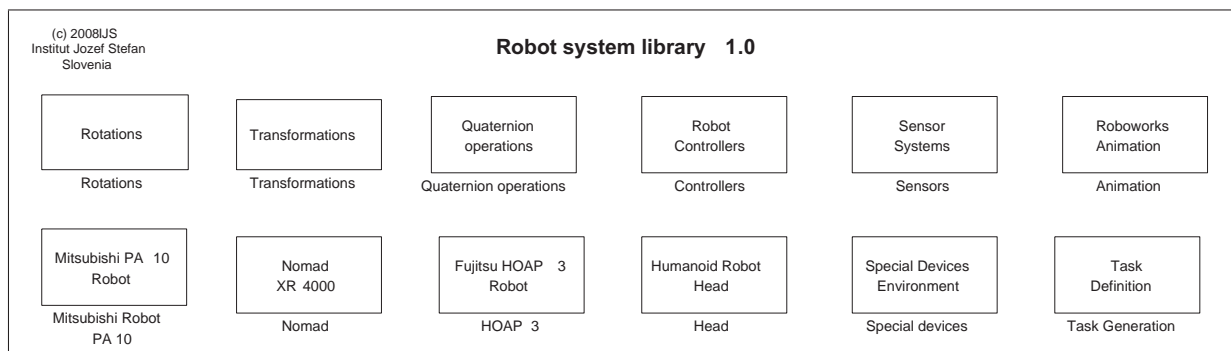 (c) 2008IJS
Institut Jozef Stefan
Slovenia
Robot system library 1.0
Rotations
Transformations
Quaternion
operations
Robot
Controllers
Sensor
Systems
Roboworks
Animation
Rotations
Transformations
Quaternion operations
Controllers
Sensors
Animation
Mitsubishi PA 10
Robot
Nomad
XR 4000
Fujitsu HOAP 3
Robot
Humanoid Robot
Head
Special Devices
Environment
Task
Definition
Mitsubishi Robot
PA 10
Nomad
HOAP 3
Head
Special devices
Task Generation